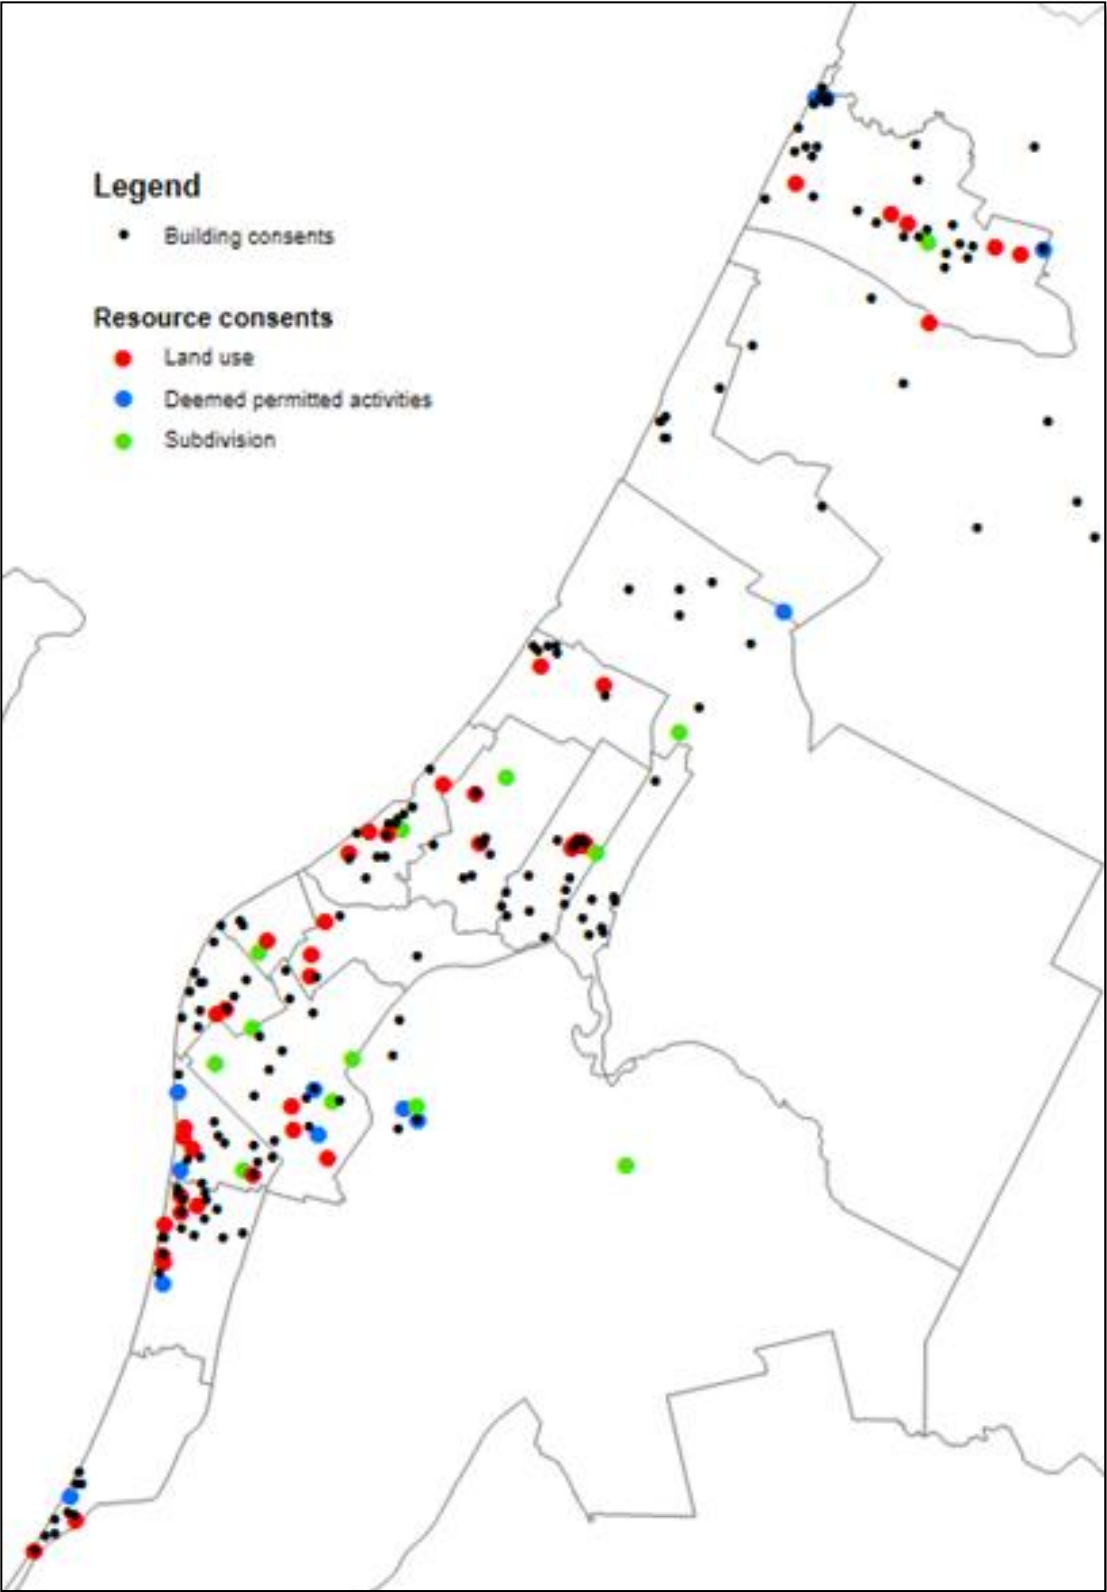 Legend
Building consents
Resource consents
Land use
Deemed permitted activities
Subdivision